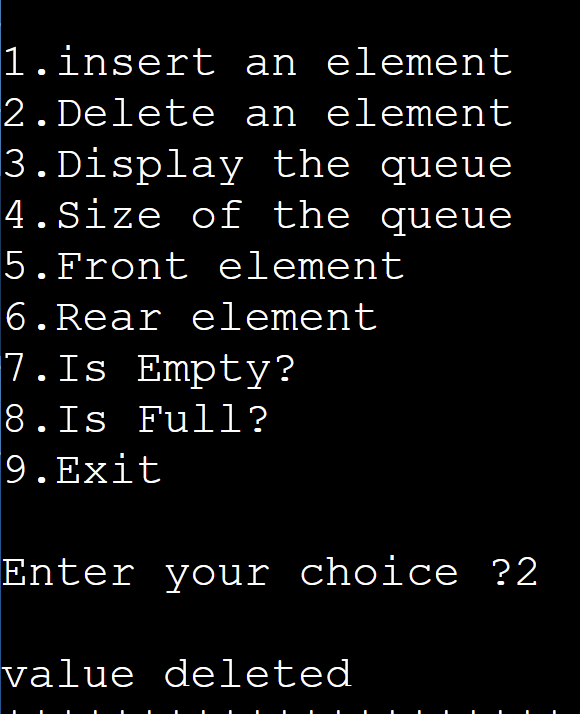 1.insert an element
2.Delete an element
3.Display the queue
4.Size of the queue
5.Front element
6.Rear element
7.Is Empty?
8.Is Full?
9.Exit
Enter your choice ?2
value deleted